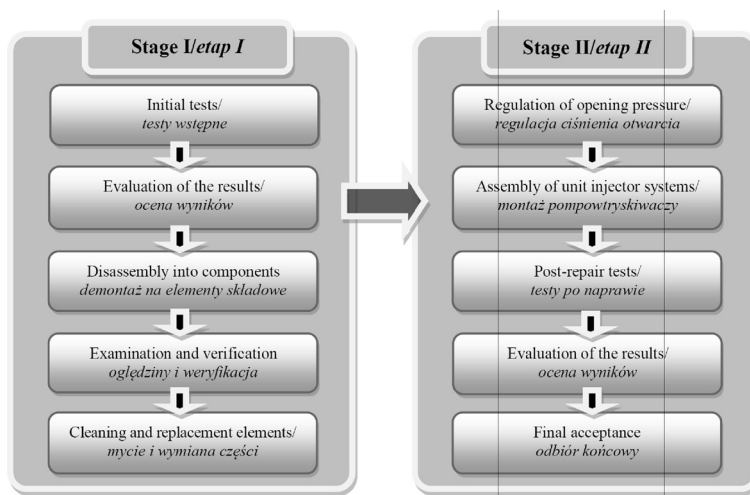 Stage I/etap I
Initial tests/
testy wstępne
Evaluation of the results/
ocena wyników
Disassembly into components
demontaż na elementy składowe
Examination and verification
oględziny i weryfikacja
Cleaning and replacement elements/
mycie i wymiana części
Stage II/etap II
Regulation of opening pressure/
regulacja ciśnienia otwarcia
Assembly of unit injector systems/
montaż pompowtryskiwaczy
Post-repair tests/
testy po naprawie
Evaluation of the results/
ocena wyników
Final acceptance
odbiór końcowy